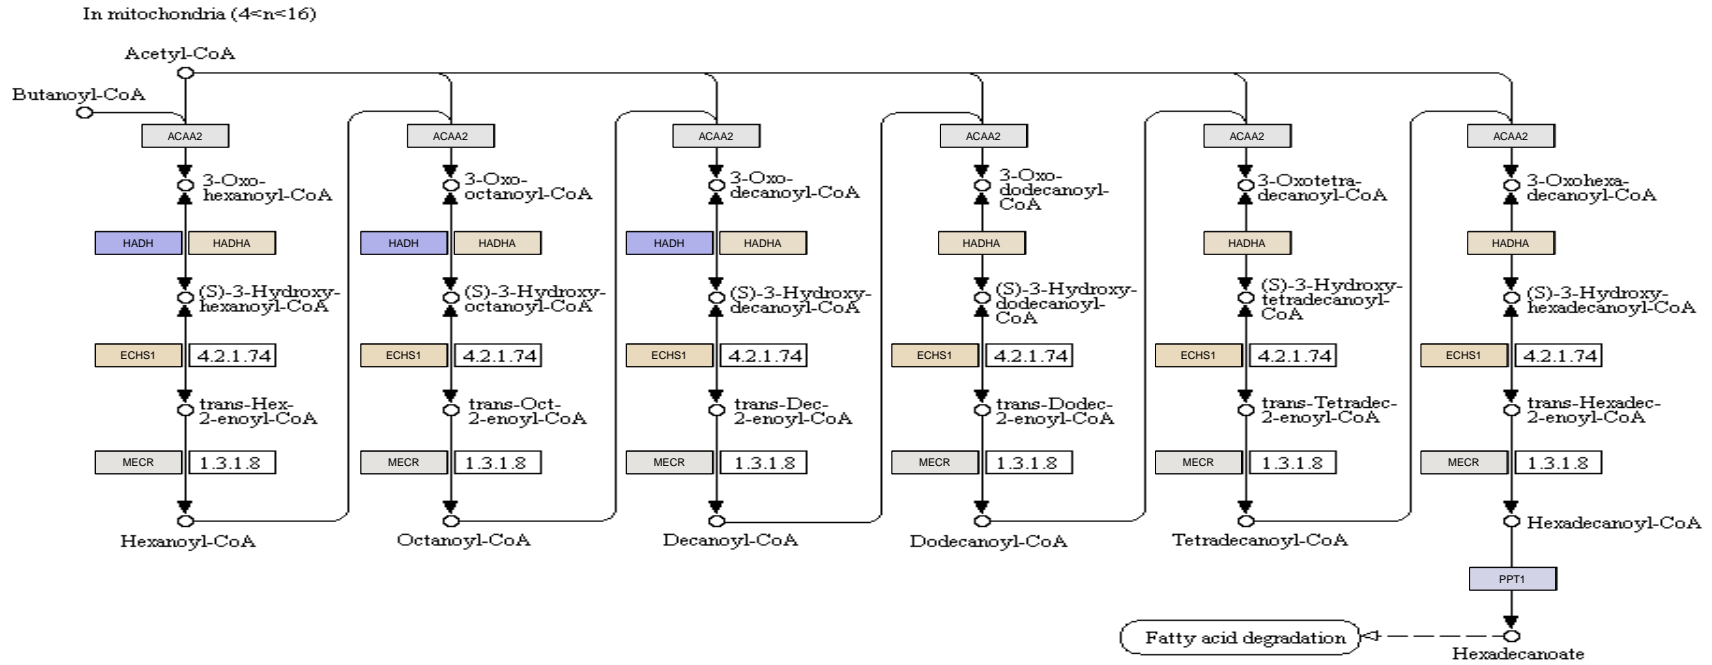 In mitochondria (4<n<16)
Acetyl-CoA
Butanoyl-CoA
ACAA2
ACAA2
ACAA2
ACAA2
ACAA2
ACAA2
3-Oxo-
hexanoyl-CoA
3-Oxo-
octanoyl-CoA
3-Oxo-
decanoyl-CoA
3-Oxo-
dodecanoyl-
CoA
3-Oxotetra-
decanoyl-CoA
3-Oxohexa-
decanoyl-CoA
HADH
HADHA
HADH
HADHA
HADH
HADHA
HADHA
HADHA
HADHA
(S)-3-Hydroxy-
hexanoyl-CoA
(S)-3-Hydroxy-
octanoyl-CoA
(S)-3-Hydroxy-
decanoyl-CoA
(S)-3-Hydroxy-
dodecanoyl-
CoA
(S)-3-Hydroxy-
tetradecanoyl-
CoA
(S)-3-Hydroxy-
hexadecanoyl-CoA
ECHS1
4.2.1.74
ECHS1
4.2.1.74
ECHS1
4.2.1.74
ECHS1
4.2.1.74
ECHS1
4.2.1.74
ECHS1
4.2.1.74
trans-Hex-
2-enoyl-CoA
trans-Oct-
2-enoyl-CoA
trans-Dec-
2-enoyl-CoA
trans-Dodec-
2-enoyl-CoA
trans-Tetradec-
2-enoyl-CoA
trans-Hexadec-
2-enoyl-CoA
MECR
1.3.1.8
MECR
1.3.1.8
MECR
1.3.1.8
MECR
1.3.1.8
MECR
1.3.1.8
MECR
1.3.1.8
Hexanoyl-CoA
Octanoyl-CoA
Decanoyl-CoA
Dodecanoyl-CoA
Tetradecanoyl-CoA
Hexadecanoyl-CoA
PPT1
Fatty acid degradation
Hexadecanoate